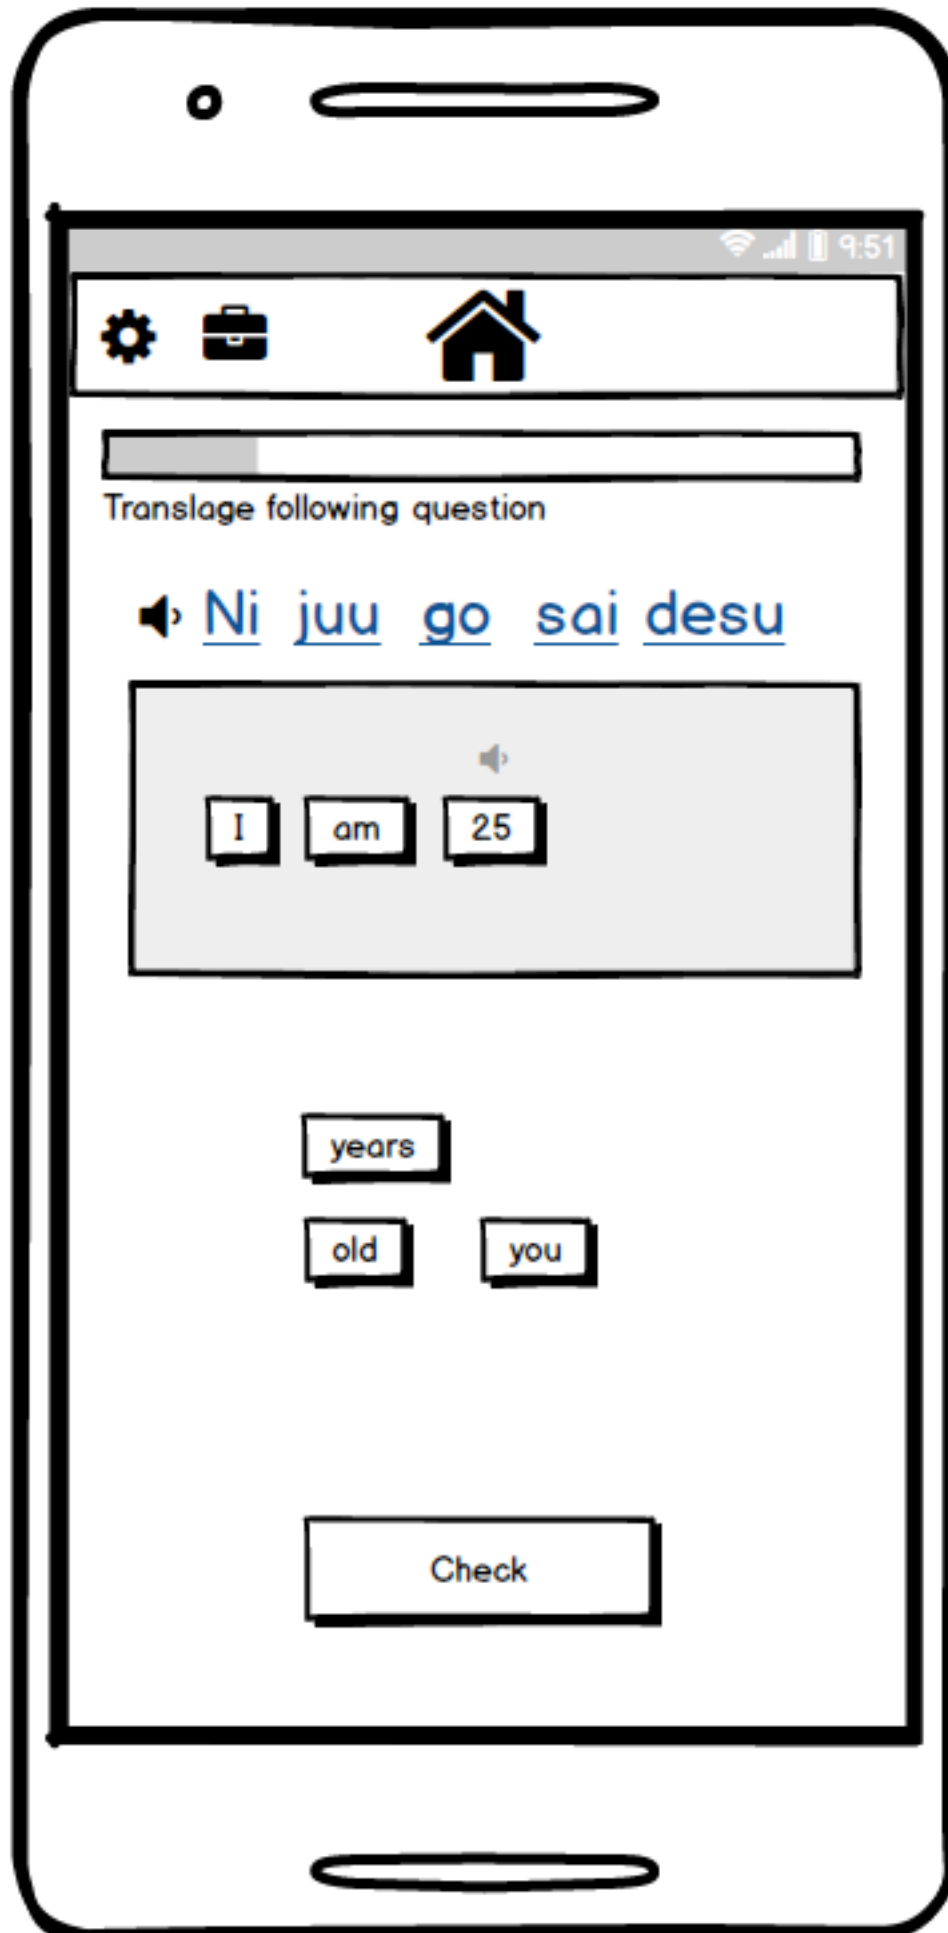 9:51
Translage following question
Ni juu go sai desu
I am 25
years
old you
Check